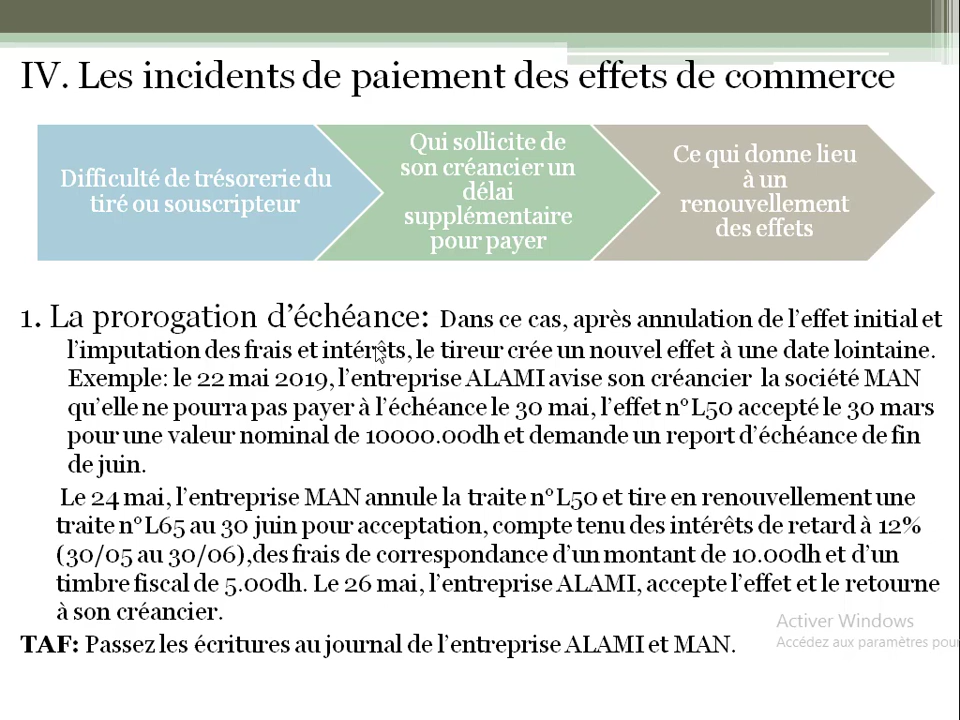 IV. Les incidents de paiement des effets de commerce
Difficulté de trésorerie du
tiré ou souscripteur
Qui sollicite de
son créancier un
délai
supplémentaire
pour payer
Ce qui donne lieu
à un
renouvellement
des effets
1. La prorogation d’échéance: Dans ce cas, après annulation de l’effet initial et
l’imputation des frais et intérêts, le tireur crée un nouvel effet à une date lointaine.
Exemple: le 22 mai 2019, l’entreprise ALAMI avise son créancier la société MAN
qu’elle ne pourra pas payer à l’échéance le 30 mai, l’effet n°L50 accepté le 30 mars
pour une valeur nominal de 10000.00dh et demande un report d’échéance de fin
de juin.
Le 24 mai, l’entreprise MAN annule la traite n°L50 et tire en renouvellement une
traite n°L65 au 30 juin pour acceptation, compte tenu des intérêts de retard à 12%
(30/05 au 30/06),des frais de correspondance d’un montant de 10.00dh et d’un
timbre fiscal de 5.00dh. Le 26 mai, l’entreprise ALAMI, accepte l’effet et le retourne
à son créancier.
TAF: Passez les écritures au journal de l’entreprise ALAMI et MAN.
Activer Windows
Accédez aux paramètres pour